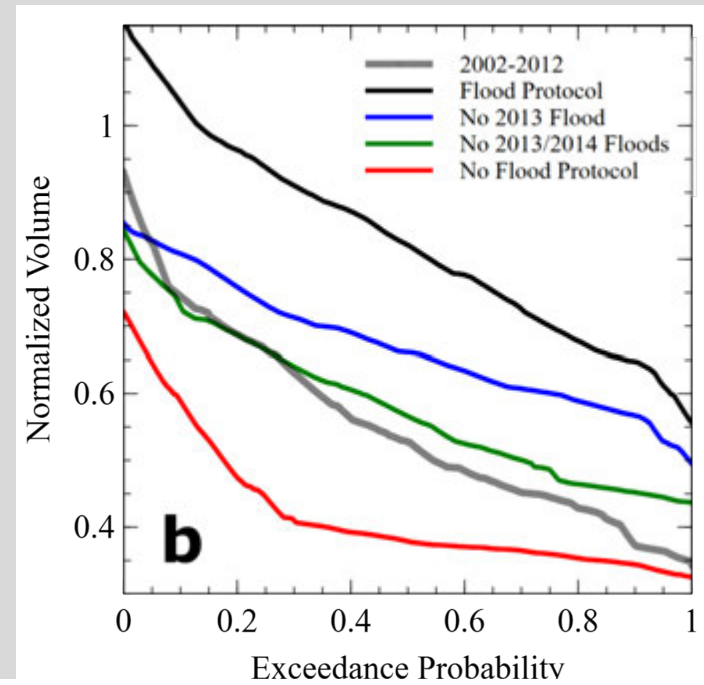 2002-2012
Flood Protocol
No 2013 Flood
No 2013/2014 Floods
No Flood Protocol
Normalized Volume
1
0.8
0.6
0.4
b
0 0.2 0.4 0.6 0.8 1
Exceedance Probability